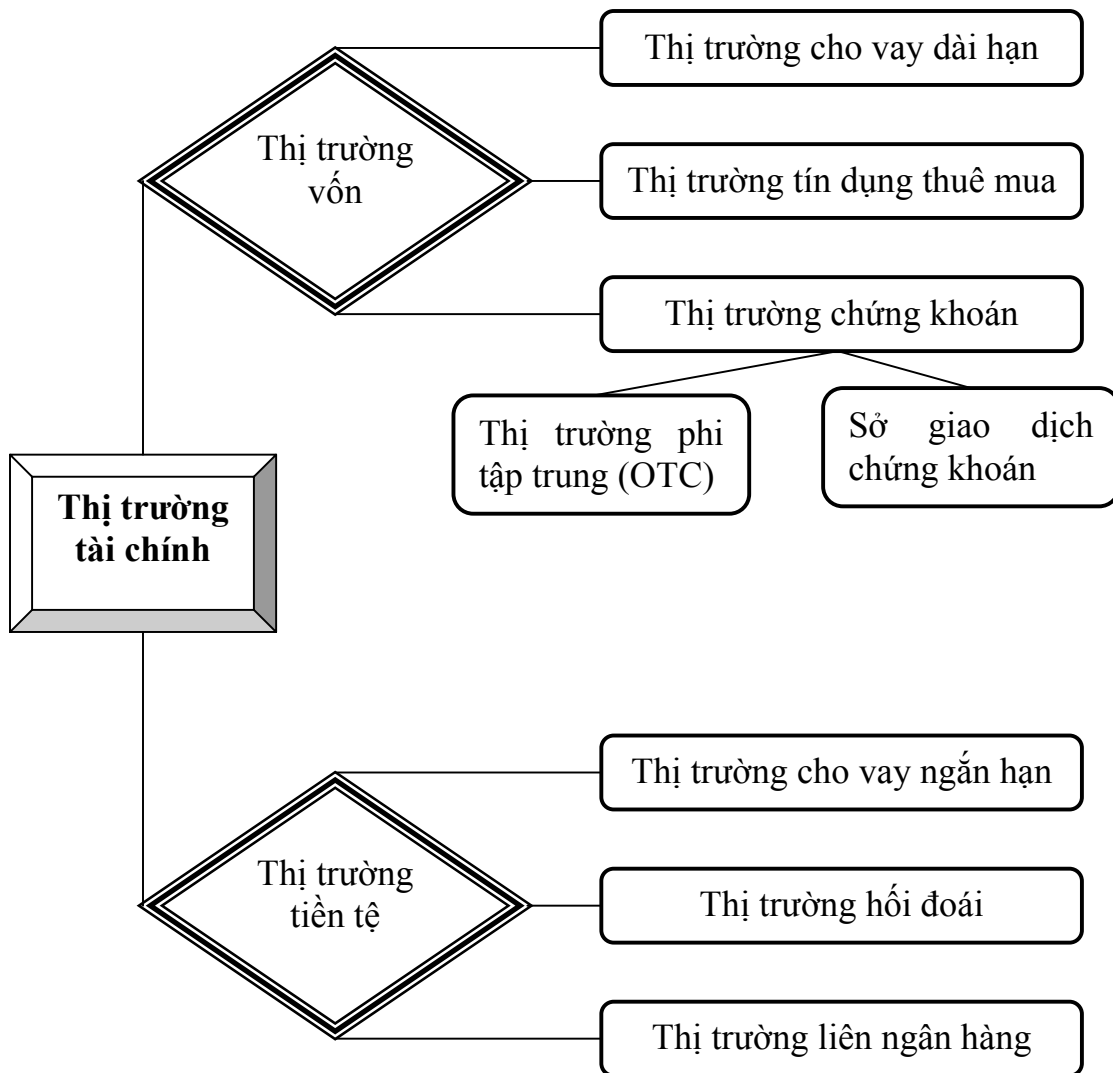 Thị trường cho vay dài hạn
Thị trường
vốn
Thị trường tín dụng thuê mua
Thị trường chứng khoán
Thị trường phi
tập trung (OTC)
Sở giao dịch
chứng khoán
Thị trường
tài chính
Thị trường cho vay ngắn hạn
Thị trường
tiền tệ
Thị trường hối đoái
Thị trường liên ngân hàng